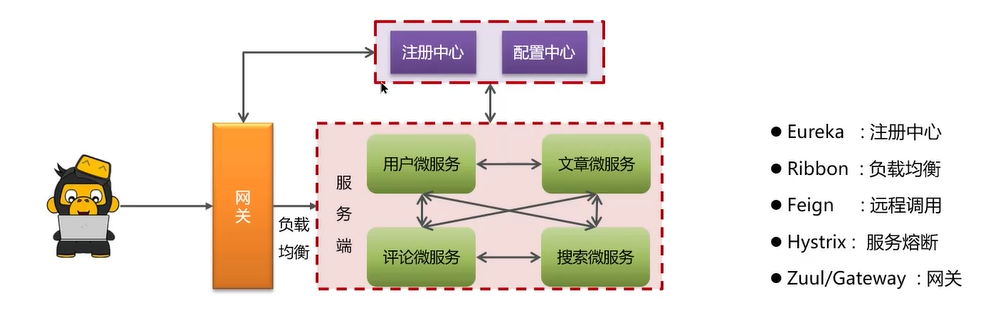 注册中心
配置中心
网关
负载
均衡
服务端
用户微服务
文章微服务
评论微服务
搜索微服务
● Eureka : 注册中心
● Ribbon : 负载均衡
● Feign : 远程调用
● Hystrix : 服务熔断
● Zuul/Gateway : 网关